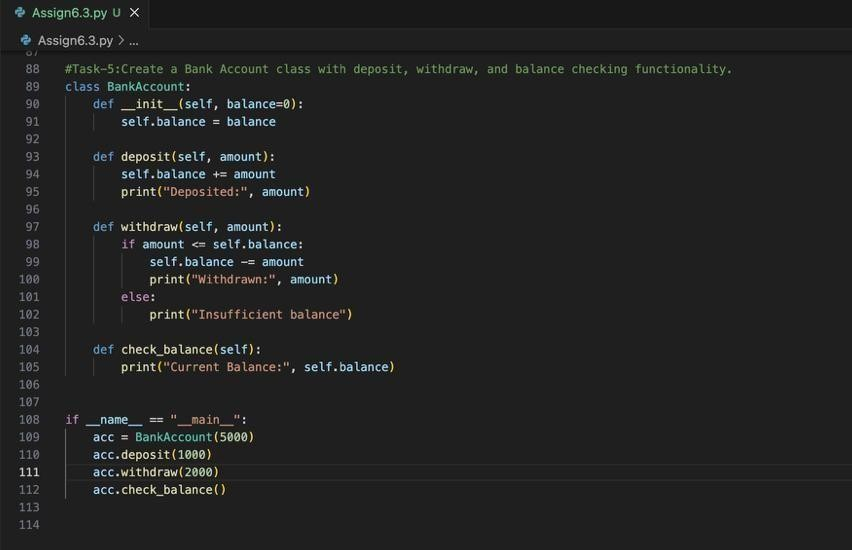 Assign6.3.py U ×
Assign6.3.py > ...
87
88 #Task-5:Create a Bank Account class with deposit, withdraw, and balance checking functionality.
89 class BankAccount:
90     def __init__(self, balance=0):
91         self.balance = balance
92
93     def deposit(self, amount):
94         self.balance += amount
95         print("Deposited:", amount)
96
97     def withdraw(self, amount):
98         if amount <= self.balance:
99             self.balance -= amount
100             print("Withdrawn:", amount)
101         else:
102             print("Insufficient balance")
103
104     def check_balance(self):
105         print("Current Balance:", self.balance)
106
107
108 if __name__ == "__main__":
109     acc = BankAccount(5000)
110     acc.deposit(1000)
111     acc.withdraw(2000)
112     acc.check_balance()
113
114